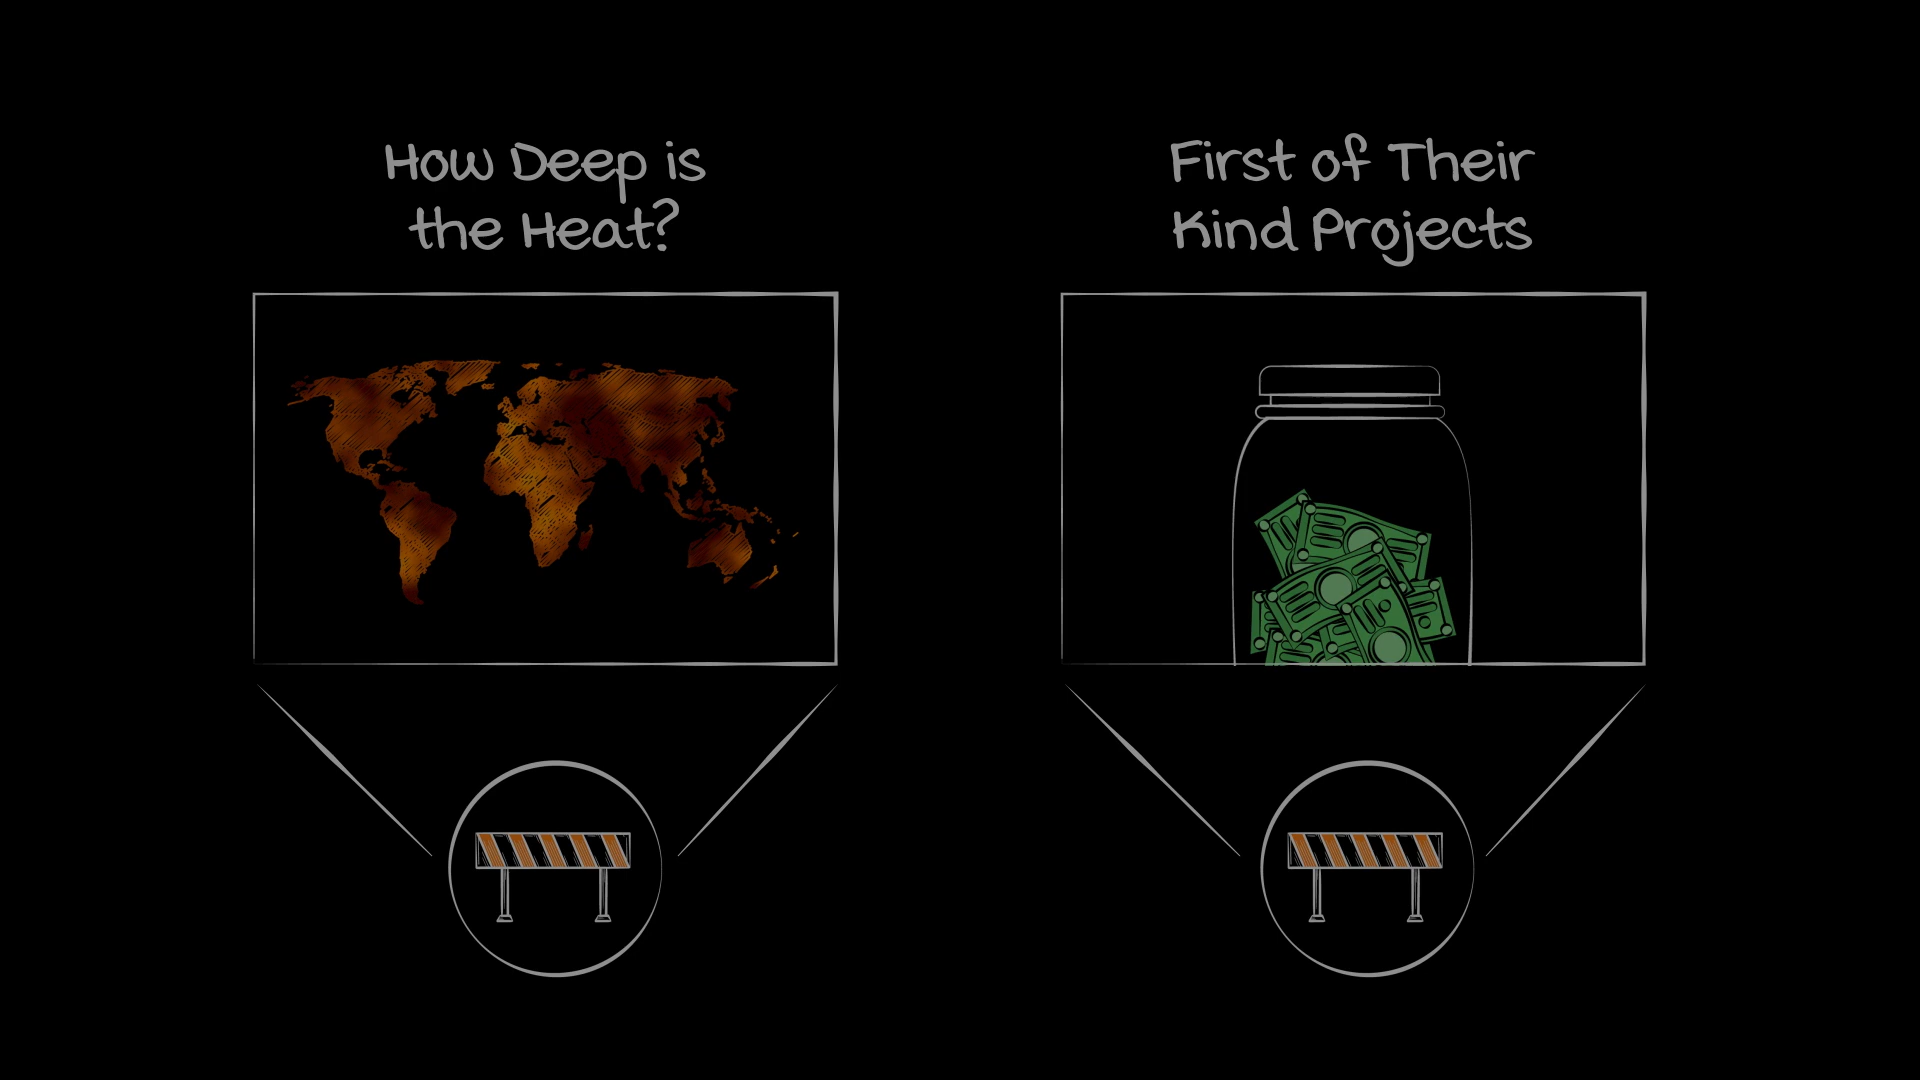 How Deep is
the Heat?
First of Their
Kind Projects